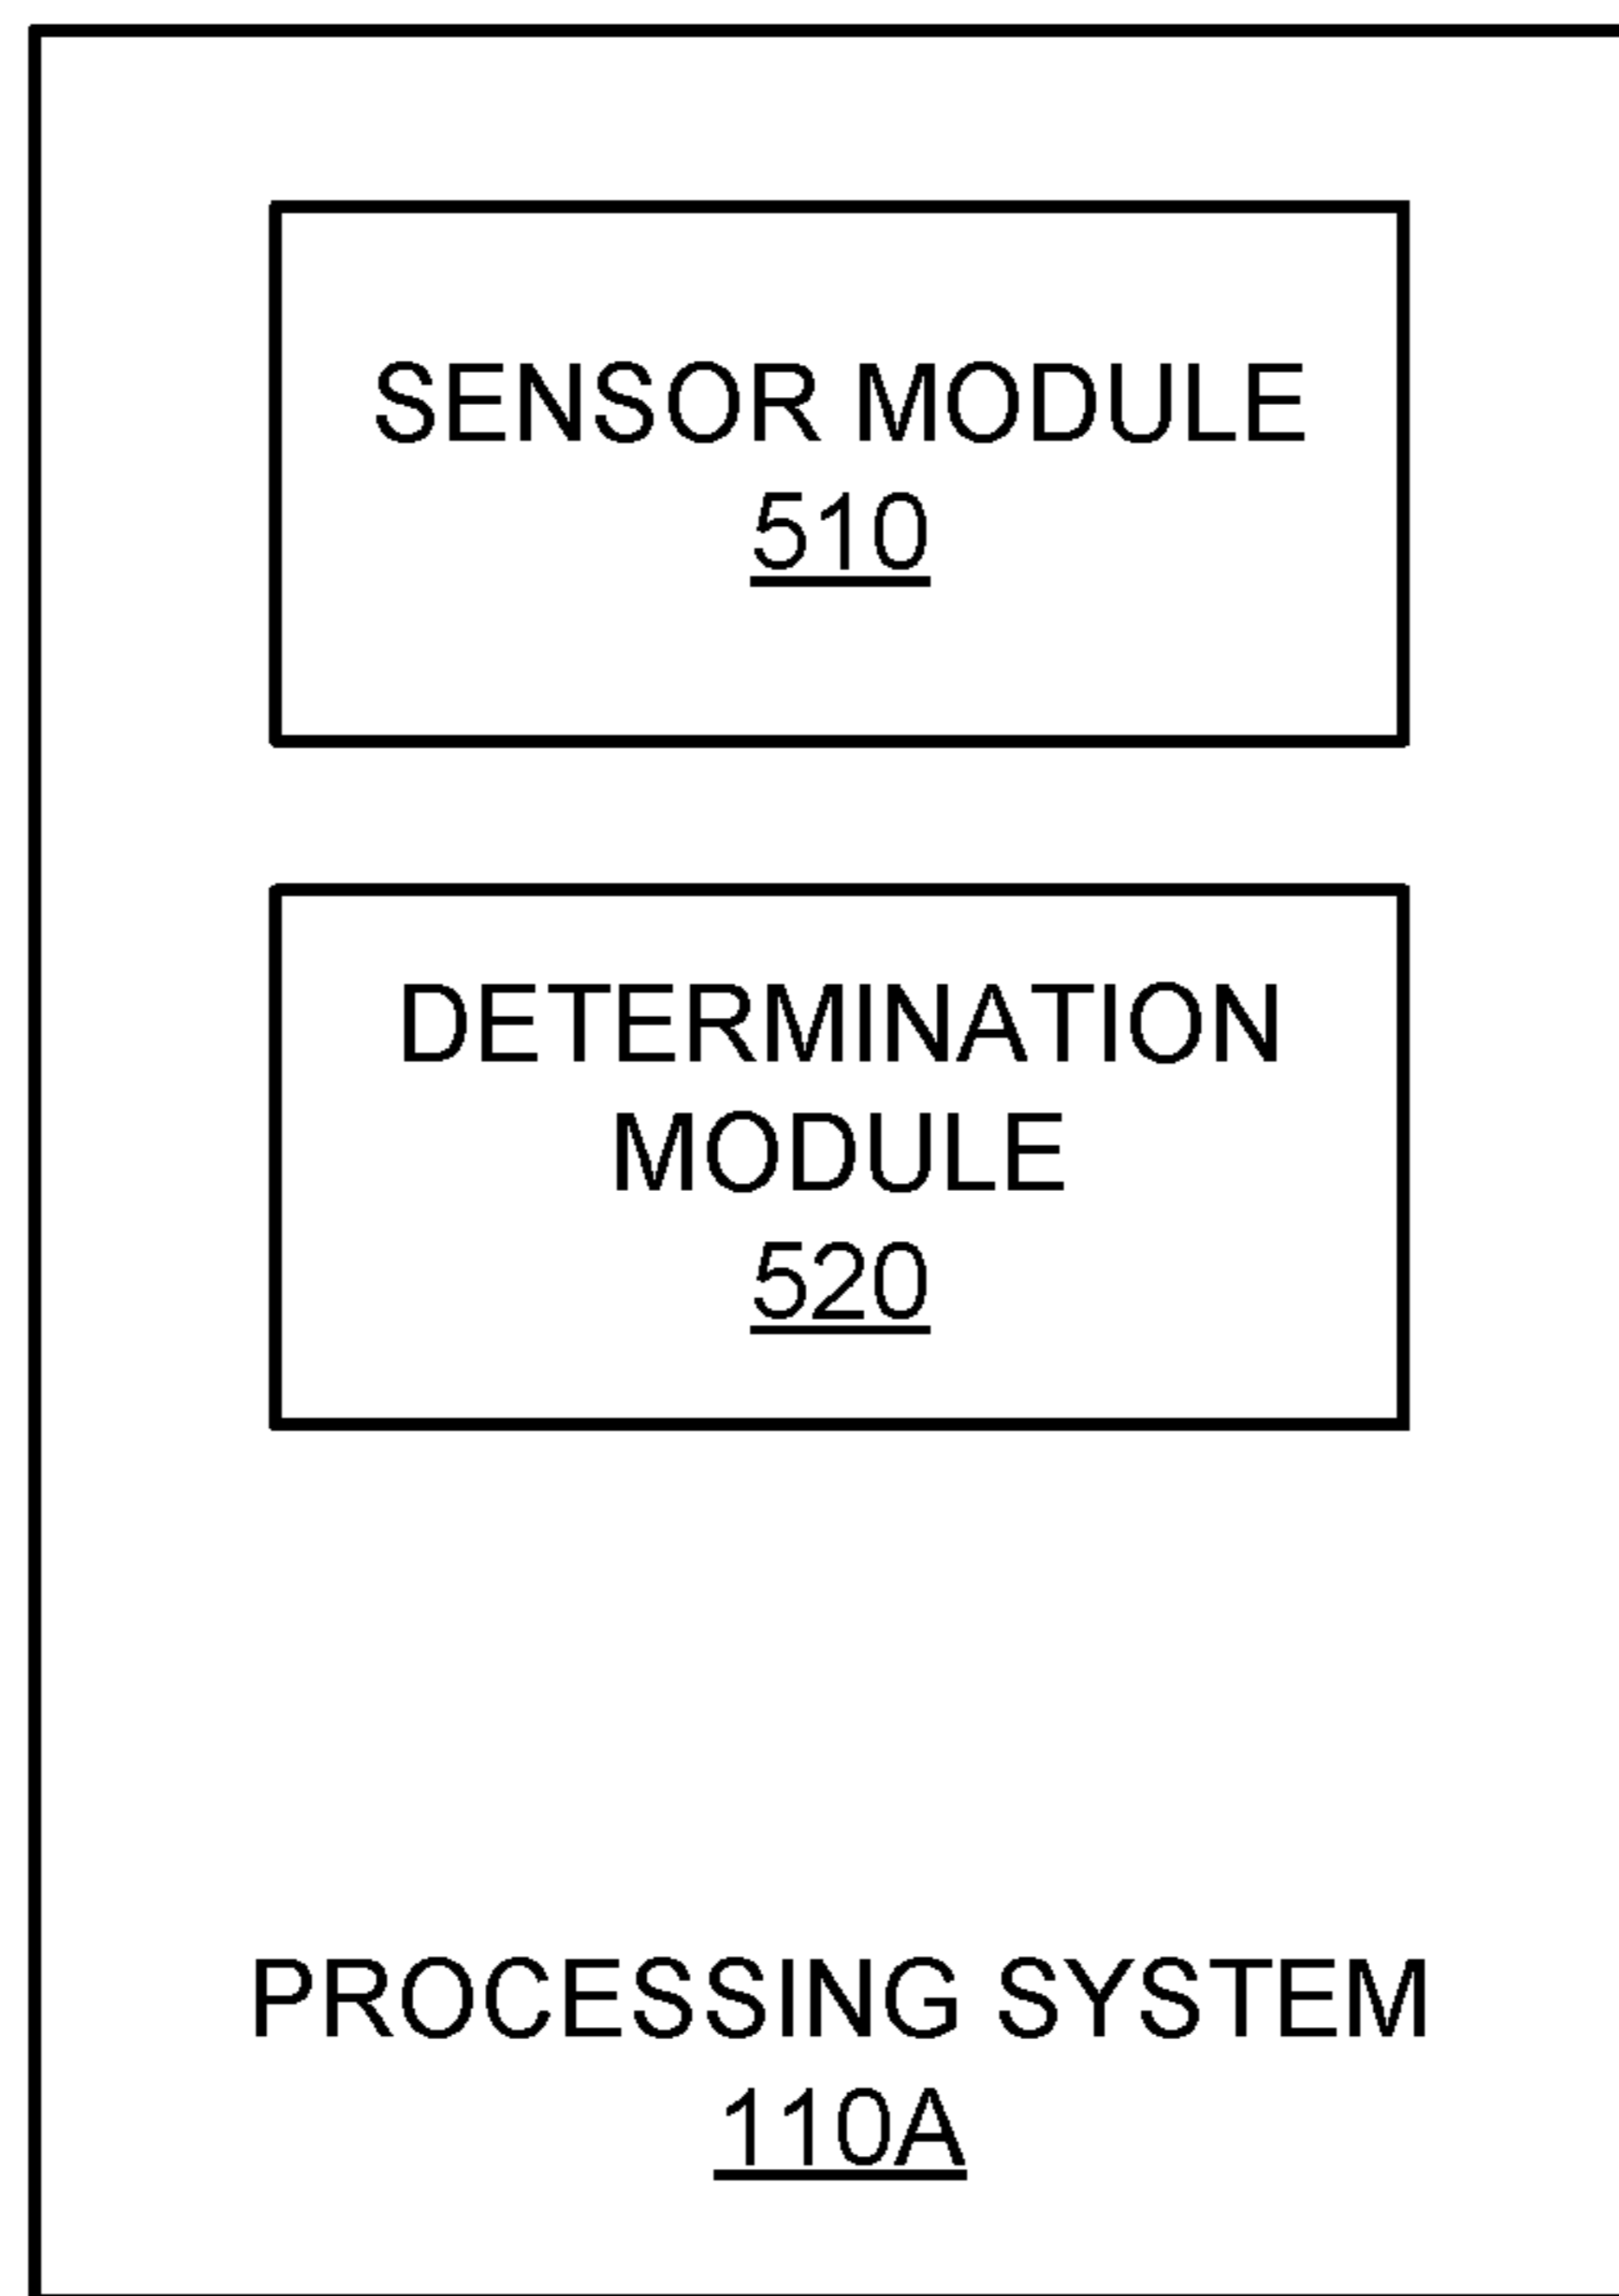 SENSOR MODULE
510
DETERMINATION
MODULE
520
PROCESSING SYSTEM
110A